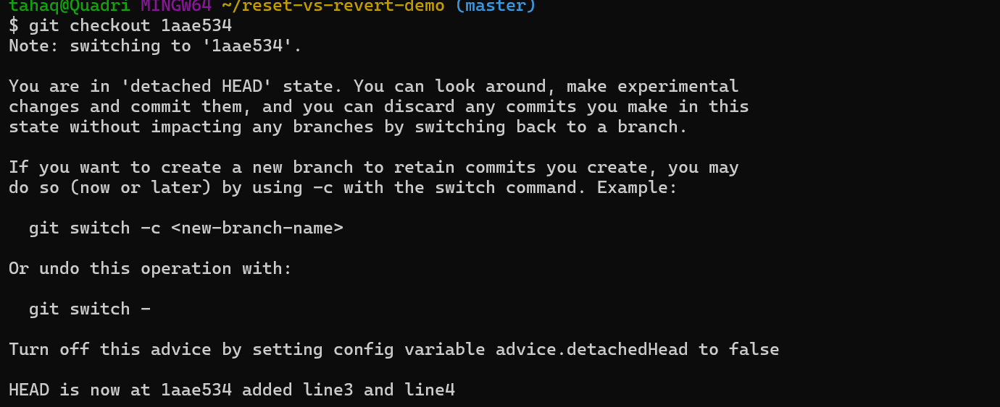 tahaq@Quadri MINGW64 ~/reset-vs-revert-demo (master)
$ git checkout 1aae534
Note: switching to '1aae534'.
You are in 'detached HEAD' state. You can look around, make experimental
changes and commit them, and you can discard any commits you make in this
state without impacting any branches by switching back to a branch.
If you want to create a new branch to retain commits you create, you may
do so (now or later) by using -c with the switch command. Example:
git switch -c <new-branch-name>
Or undo this operation with:
git switch -
Turn off this advice by setting config variable advice.detachedHead to false
HEAD is now at 1aae534 added line3 and line4